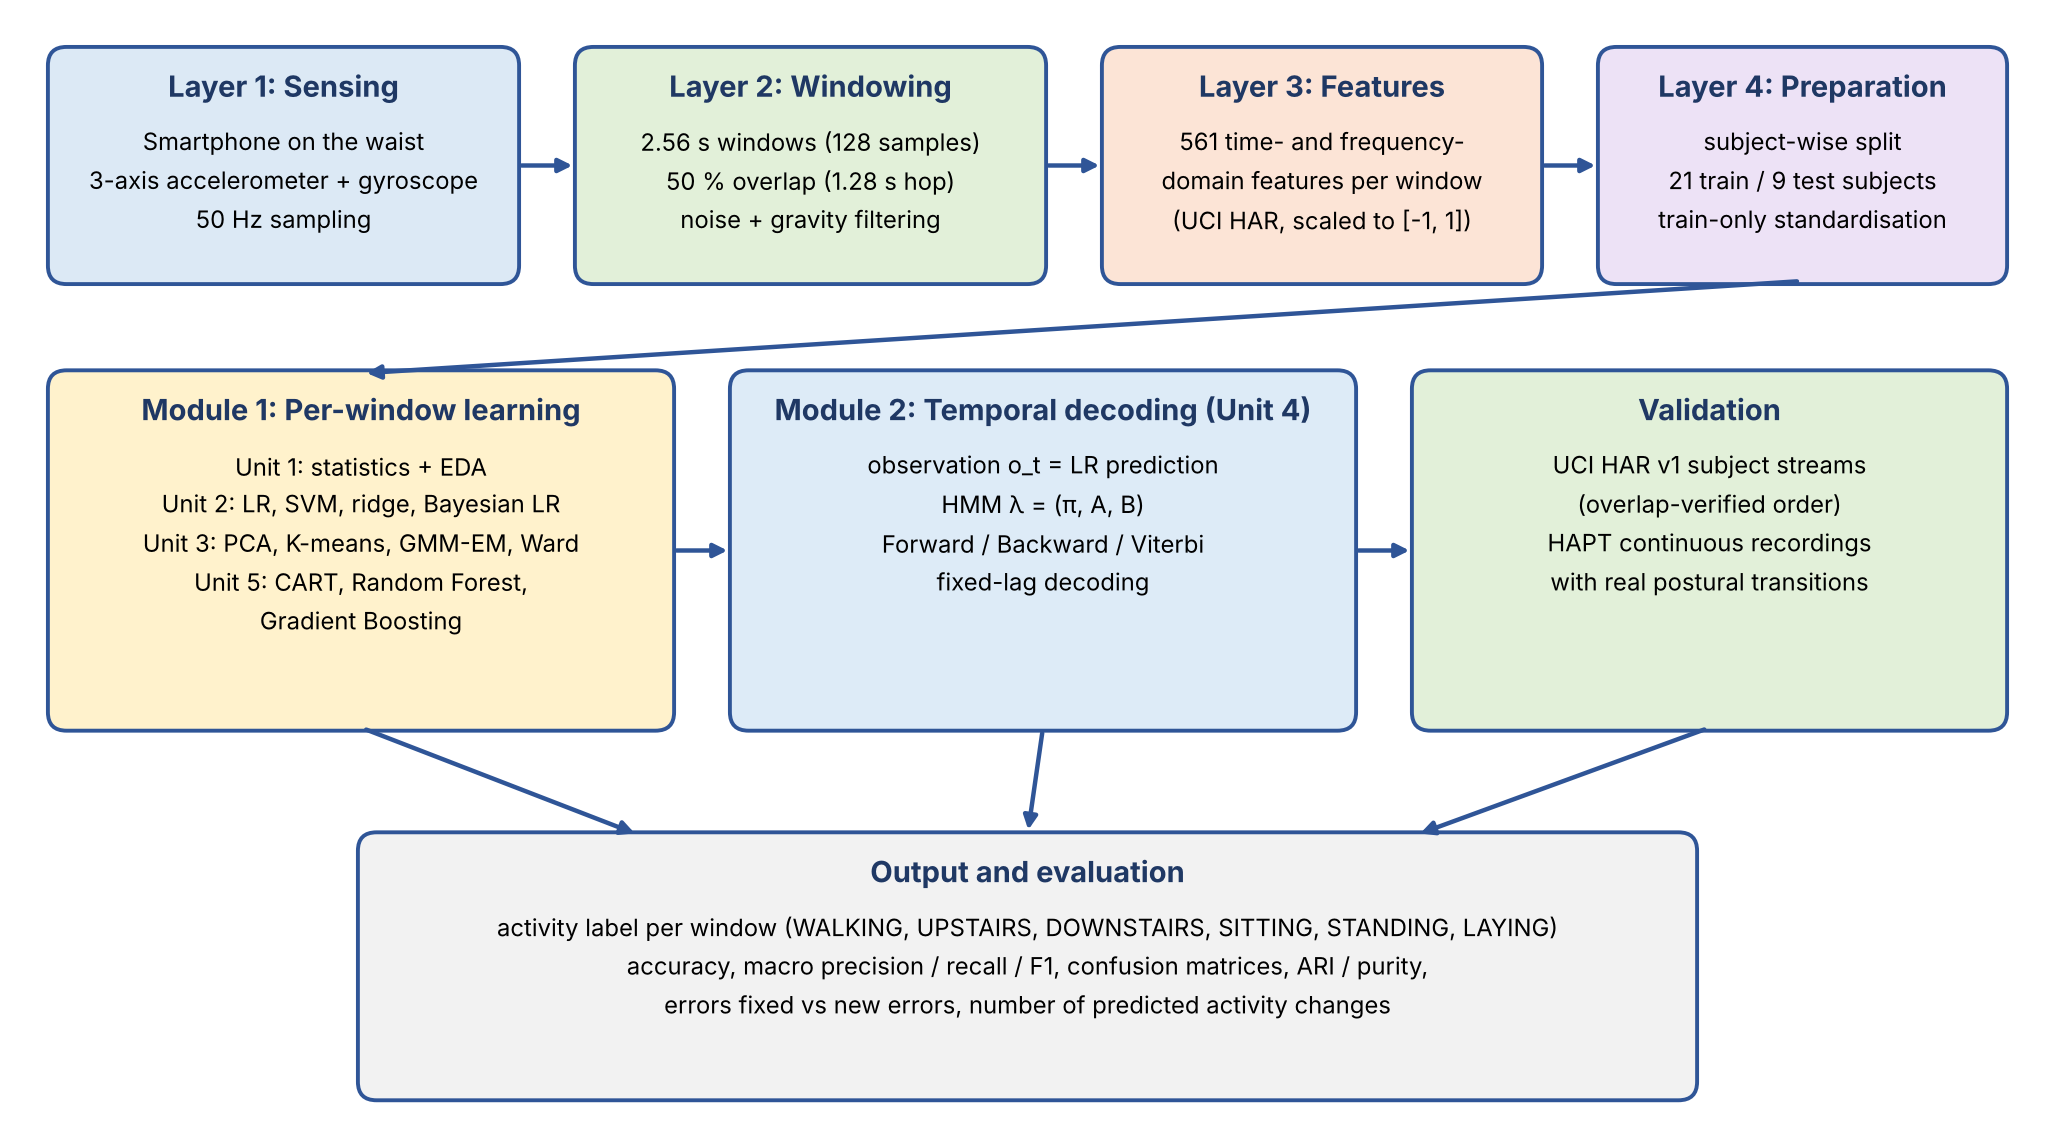 Layer 1: Sensing
Smartphone on the waist
3-axis accelerometer + gyroscope
50 Hz sampling
Layer 2: Windowing
2.56 s windows (128 samples)
50 % overlap (1.28 s hop)
noise + gravity filtering
Layer 3: Features
561 time- and frequency-
domain features per window
(UCI HAR, scaled to [-1, 1])
Layer 4: Preparation
subject-wise split
21 train / 9 test subjects
train-only standardisation
Module 1: Per-window learning
Unit 1: statistics + EDA
Unit 2: LR, SVM, ridge, Bayesian LR
Unit 3: PCA, K-means, GMM-EM, Ward
Unit 5: CART, Random Forest,
Gradient Boosting
Module 2: Temporal decoding (Unit 4)
observation o_t = LR prediction
HMM λ = (π, A, B)
Forward / Backward / Viterbi
fixed-lag decoding
Validation
UCI HAR v1 subject streams
(overlap-verified order)
HAPT continuous recordings
with real postural transitions
Output and evaluation
activity label per window (WALKING, UPSTAIRS, DOWNSTAIRS, SITTING, STANDING, LAYING)
accuracy, macro precision / recall / F1, confusion matrices, ARI / purity,
errors fixed vs new errors, number of predicted activity changes